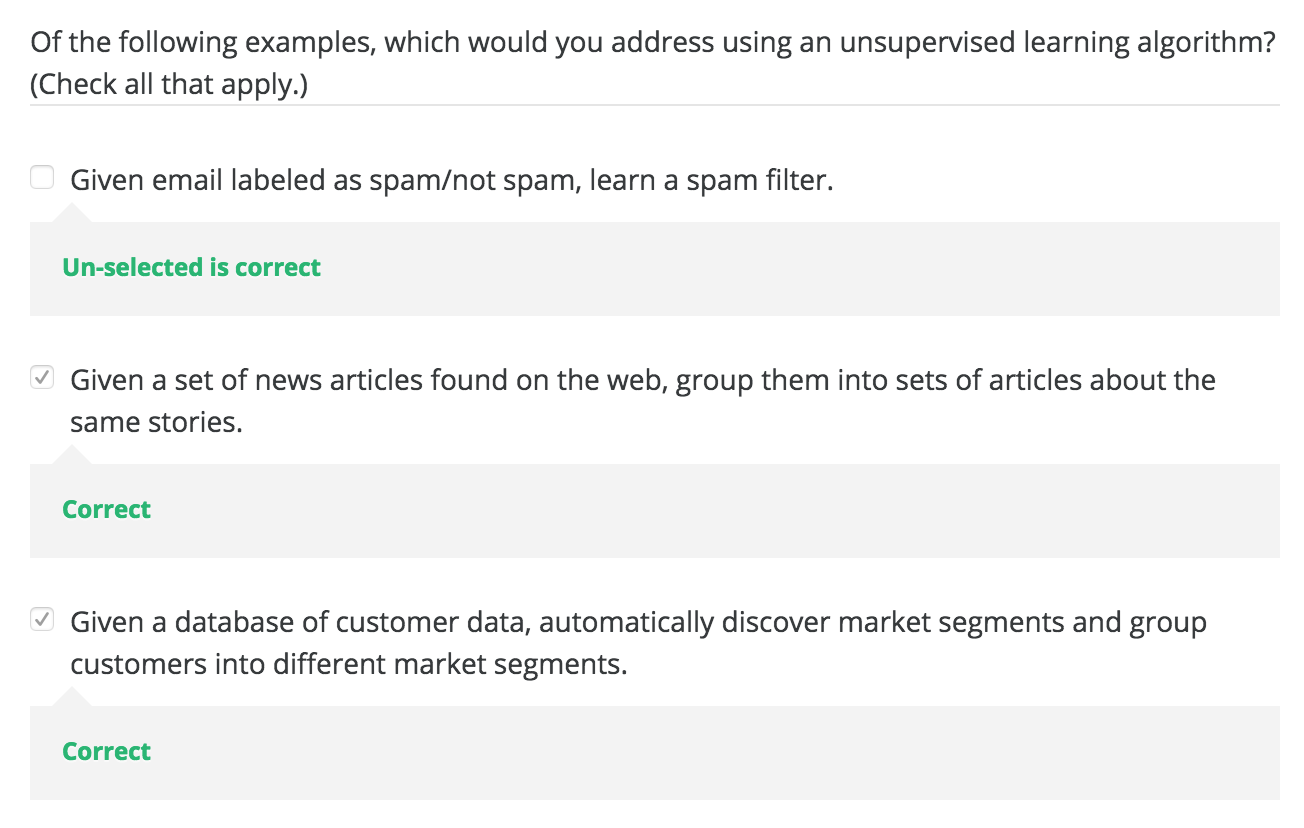 Of the following examples, which would you address using an unsupervised learning algorithm?
(Check all that apply.)
Given email labeled as spam/not spam, learn a spam filter.
Un-selected is correct
Given a set of news articles found on the web, group them into sets of articles about the
same stories.
Correct
Given a database of customer data, automatically discover market segments and group
customers into different market segments.
Correct